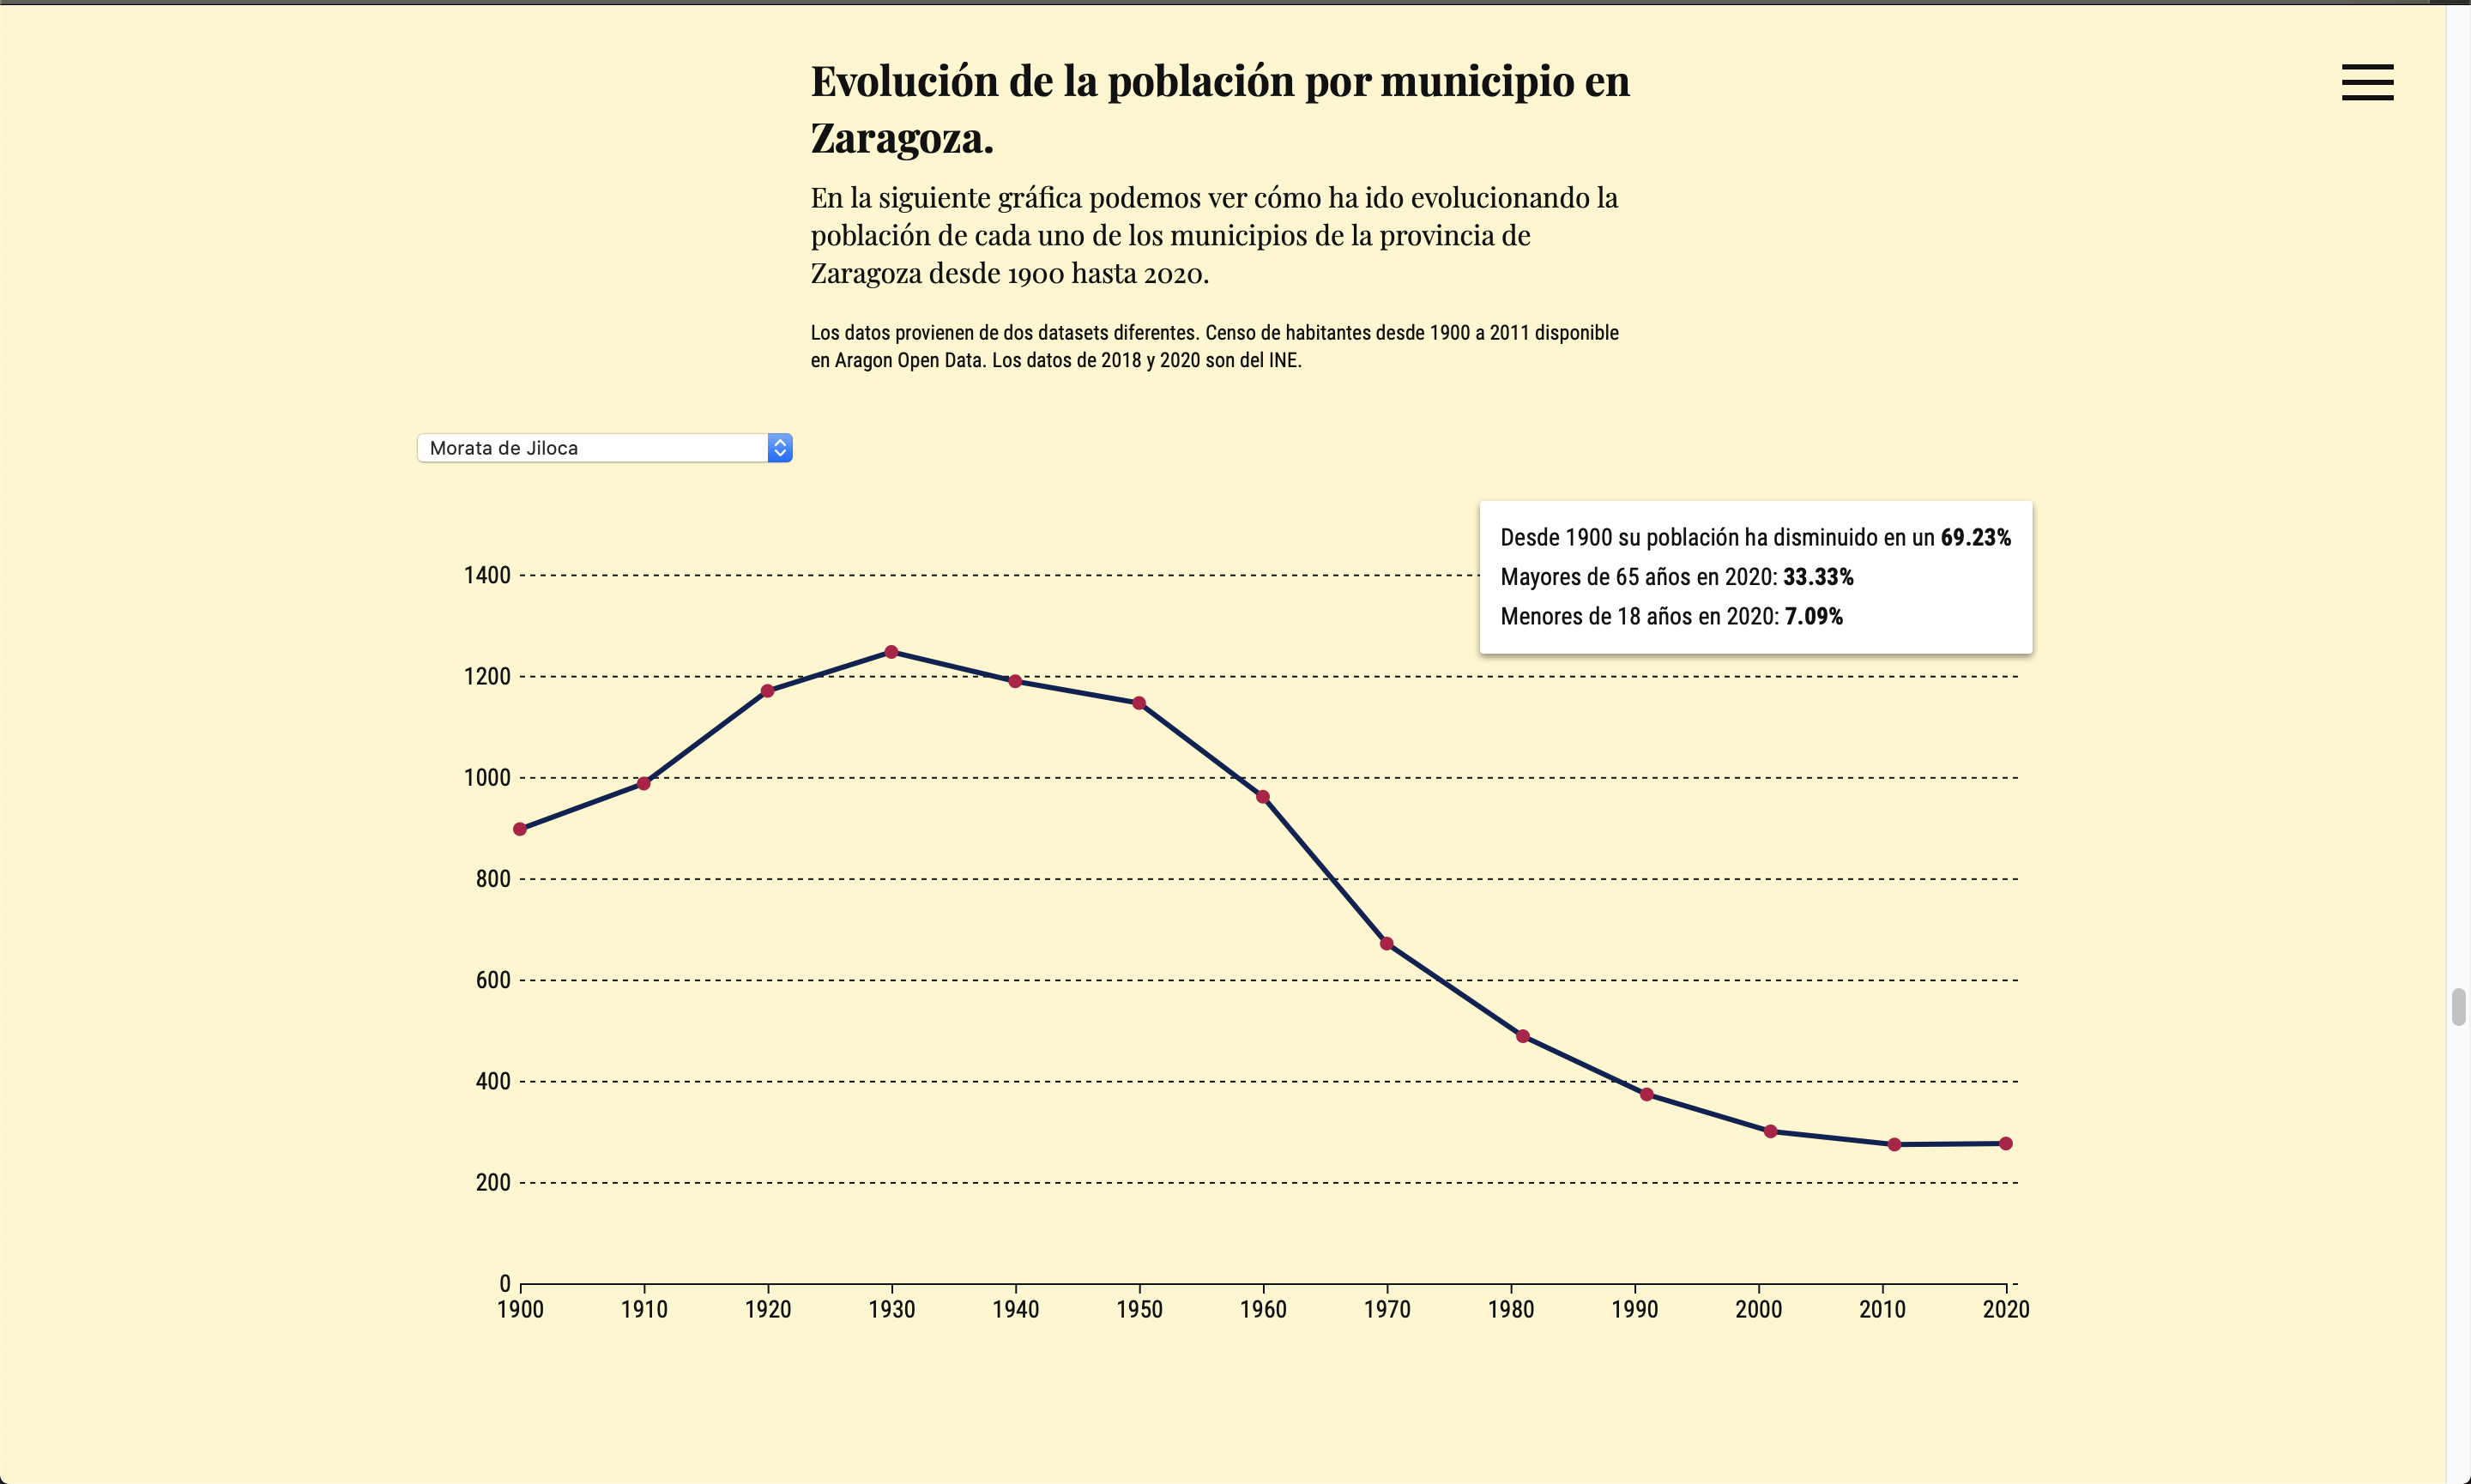 Evolución de la población por municipio en
Zaragoza.
En la siguiente gráfica podemos ver cómo ha ido evolucionando la
población de cada uno de los municipios de la provincia de
Zaragoza desde 1900 hasta 2020.
Los datos provienen de dos datasets diferentes. Censo de habitantes desde 1900 a 2011 disponible
en Aragon Open Data. Los datos de 2018 y 2020 son del INE.
Morata de Jiloca
Desde 1900 su población ha disminuido en un 69.23%
Mayores de 65 años en 2020: 33.33%
Menores de 18 años en 2020: 7.09%
1400
1200
1000
800
600
400
200
0
1900 1910 1920 1930 1940 1950 1960 1970 1980 1990 2000 2010 2020